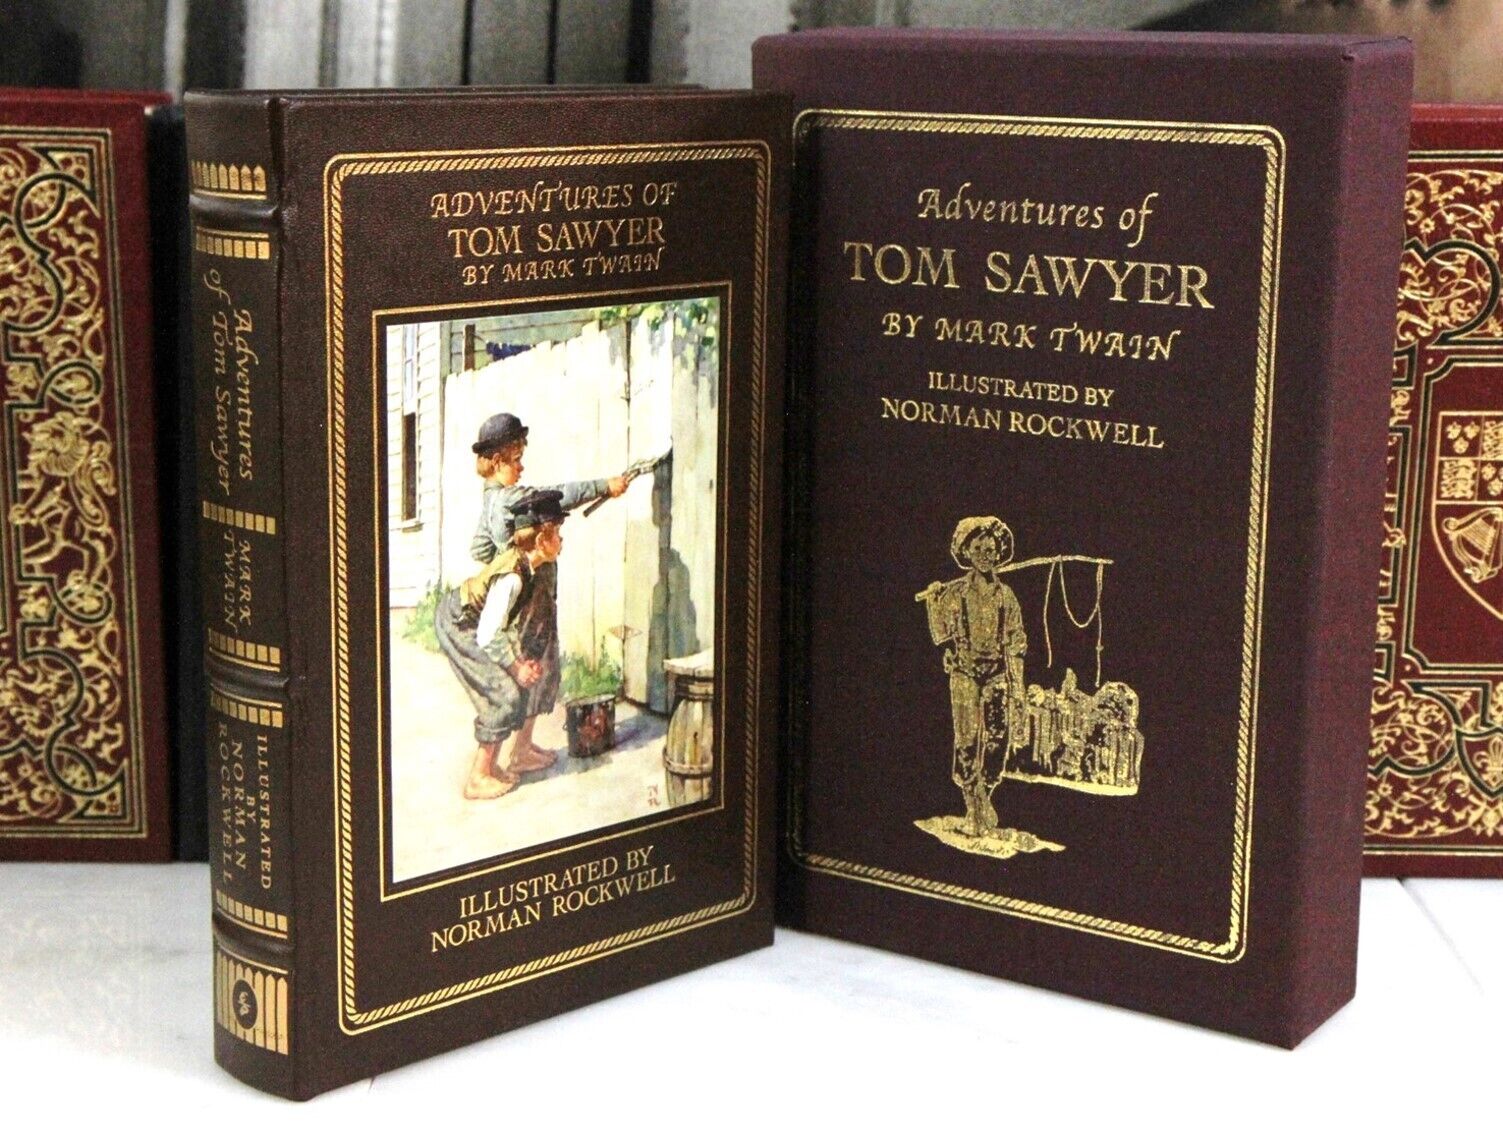 Adventures
of Tom Sawyer
MARK
TWAIN
ILLUSTRATED
BY
NORMAN
ROCKWELL
ADVENTURES OF
TOM SAWYER
BY MARK TWAIN
ILLUSTRATED BY
NORMAN ROCKWELL
Adventures of
TOM SAWYER
BY MARK TWAIN
ILLUSTRATED BY
NORMAN ROCKWELL